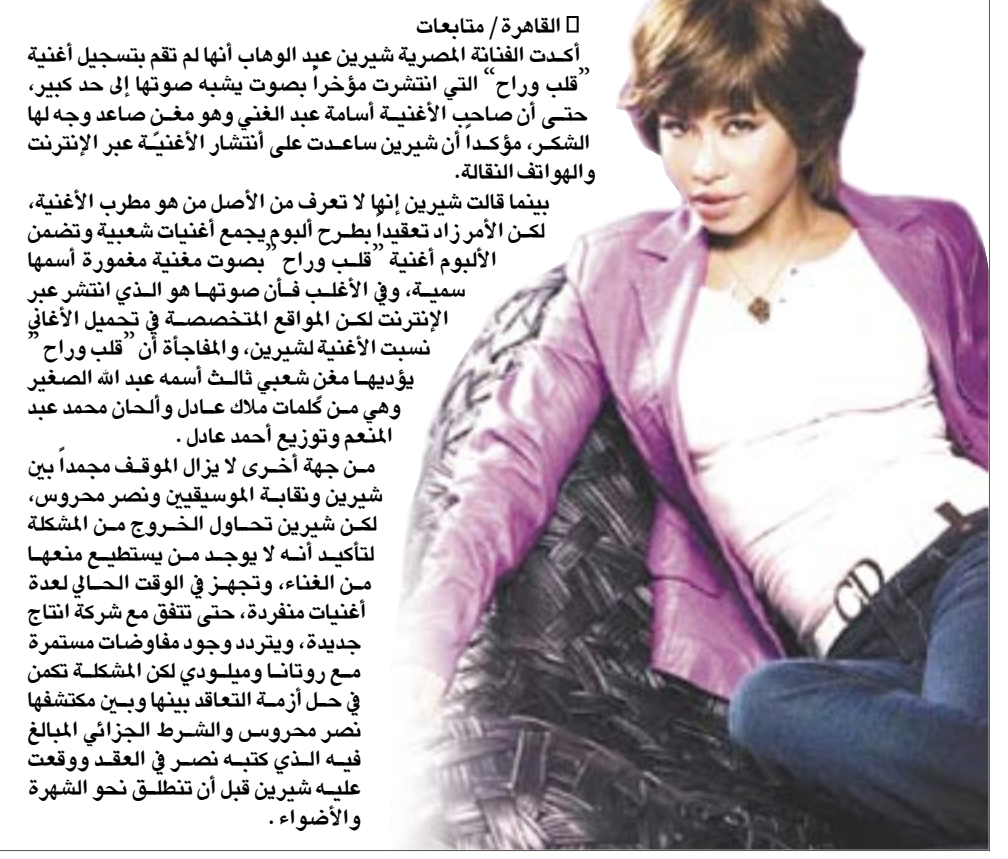 القاهرة / متابعات
أكدت الفنانة المصرية شيرين عبد الوهاب أنها لم تقم بتسجيل أغنية
”قلب وراح“ التي انتشرت مؤخراً بصوت يشبه صوتها إلى حد كبير،
حتى أن صاحب الأغنية أسامة عبد الغني وهو مغن صاعد وجه لها
الشكر، مؤكداً أن شيرين ساعدت على أنتشار الأغنية عبر الإنترنت
والهواتف النقالة.
بينما قالت شيرين إنها لا تعرف من الأصل من هو مطرب الأغنية،
لكن الأمر زاد تعقيداً بطرح ألبوم يجمع أغنيات شعبية وتضمن
الألبوم أغنية ”قلب وراح ”بصوت مغنية مغمورة أسمها
سمية، وفي الأغلب فأن صوتها هو الذي انتشر عبر
الإنترنت لكن المواقع المتخصصة في تحميل الأغاني
نسبت الأغنية لشيرين، والمفاجأة أن ”قلب وراح ”
يؤديها مغن شعبي ثالث أسمه عبد الله الصغير
وهي من كلمات ملاك عادل وألحان محمد عبد
المنعم وتوزيع أحمد عادل .
من جهة أخرى لا يزال الموقف مجمداً بين
شيرين ونقابة الموسيقيين ونصر محروس،
لكن شيرين تحاول الخروج من المشكلة
لتأكيد أنه لا يوجد من يستطيع منعها
من الغناء، وتجهز في الوقت الحالي لعدة
أغنيات منفردة، حتى تتفق مع شركة انتاج
جديدة، ويتردد وجود مفاوضات مستمرة
مع روتانا وميلودي لكن المشكلة تكمن
في حل أزمة التعاقد بينها وبين مكتشفها
نصر محروس والشرط الجزائي المبالغ
فيه الذي كتبه نصر في العقد ووقعت
عليه شيرين قبل أن تنطلق نحو الشهرة
والأضواء .
CD